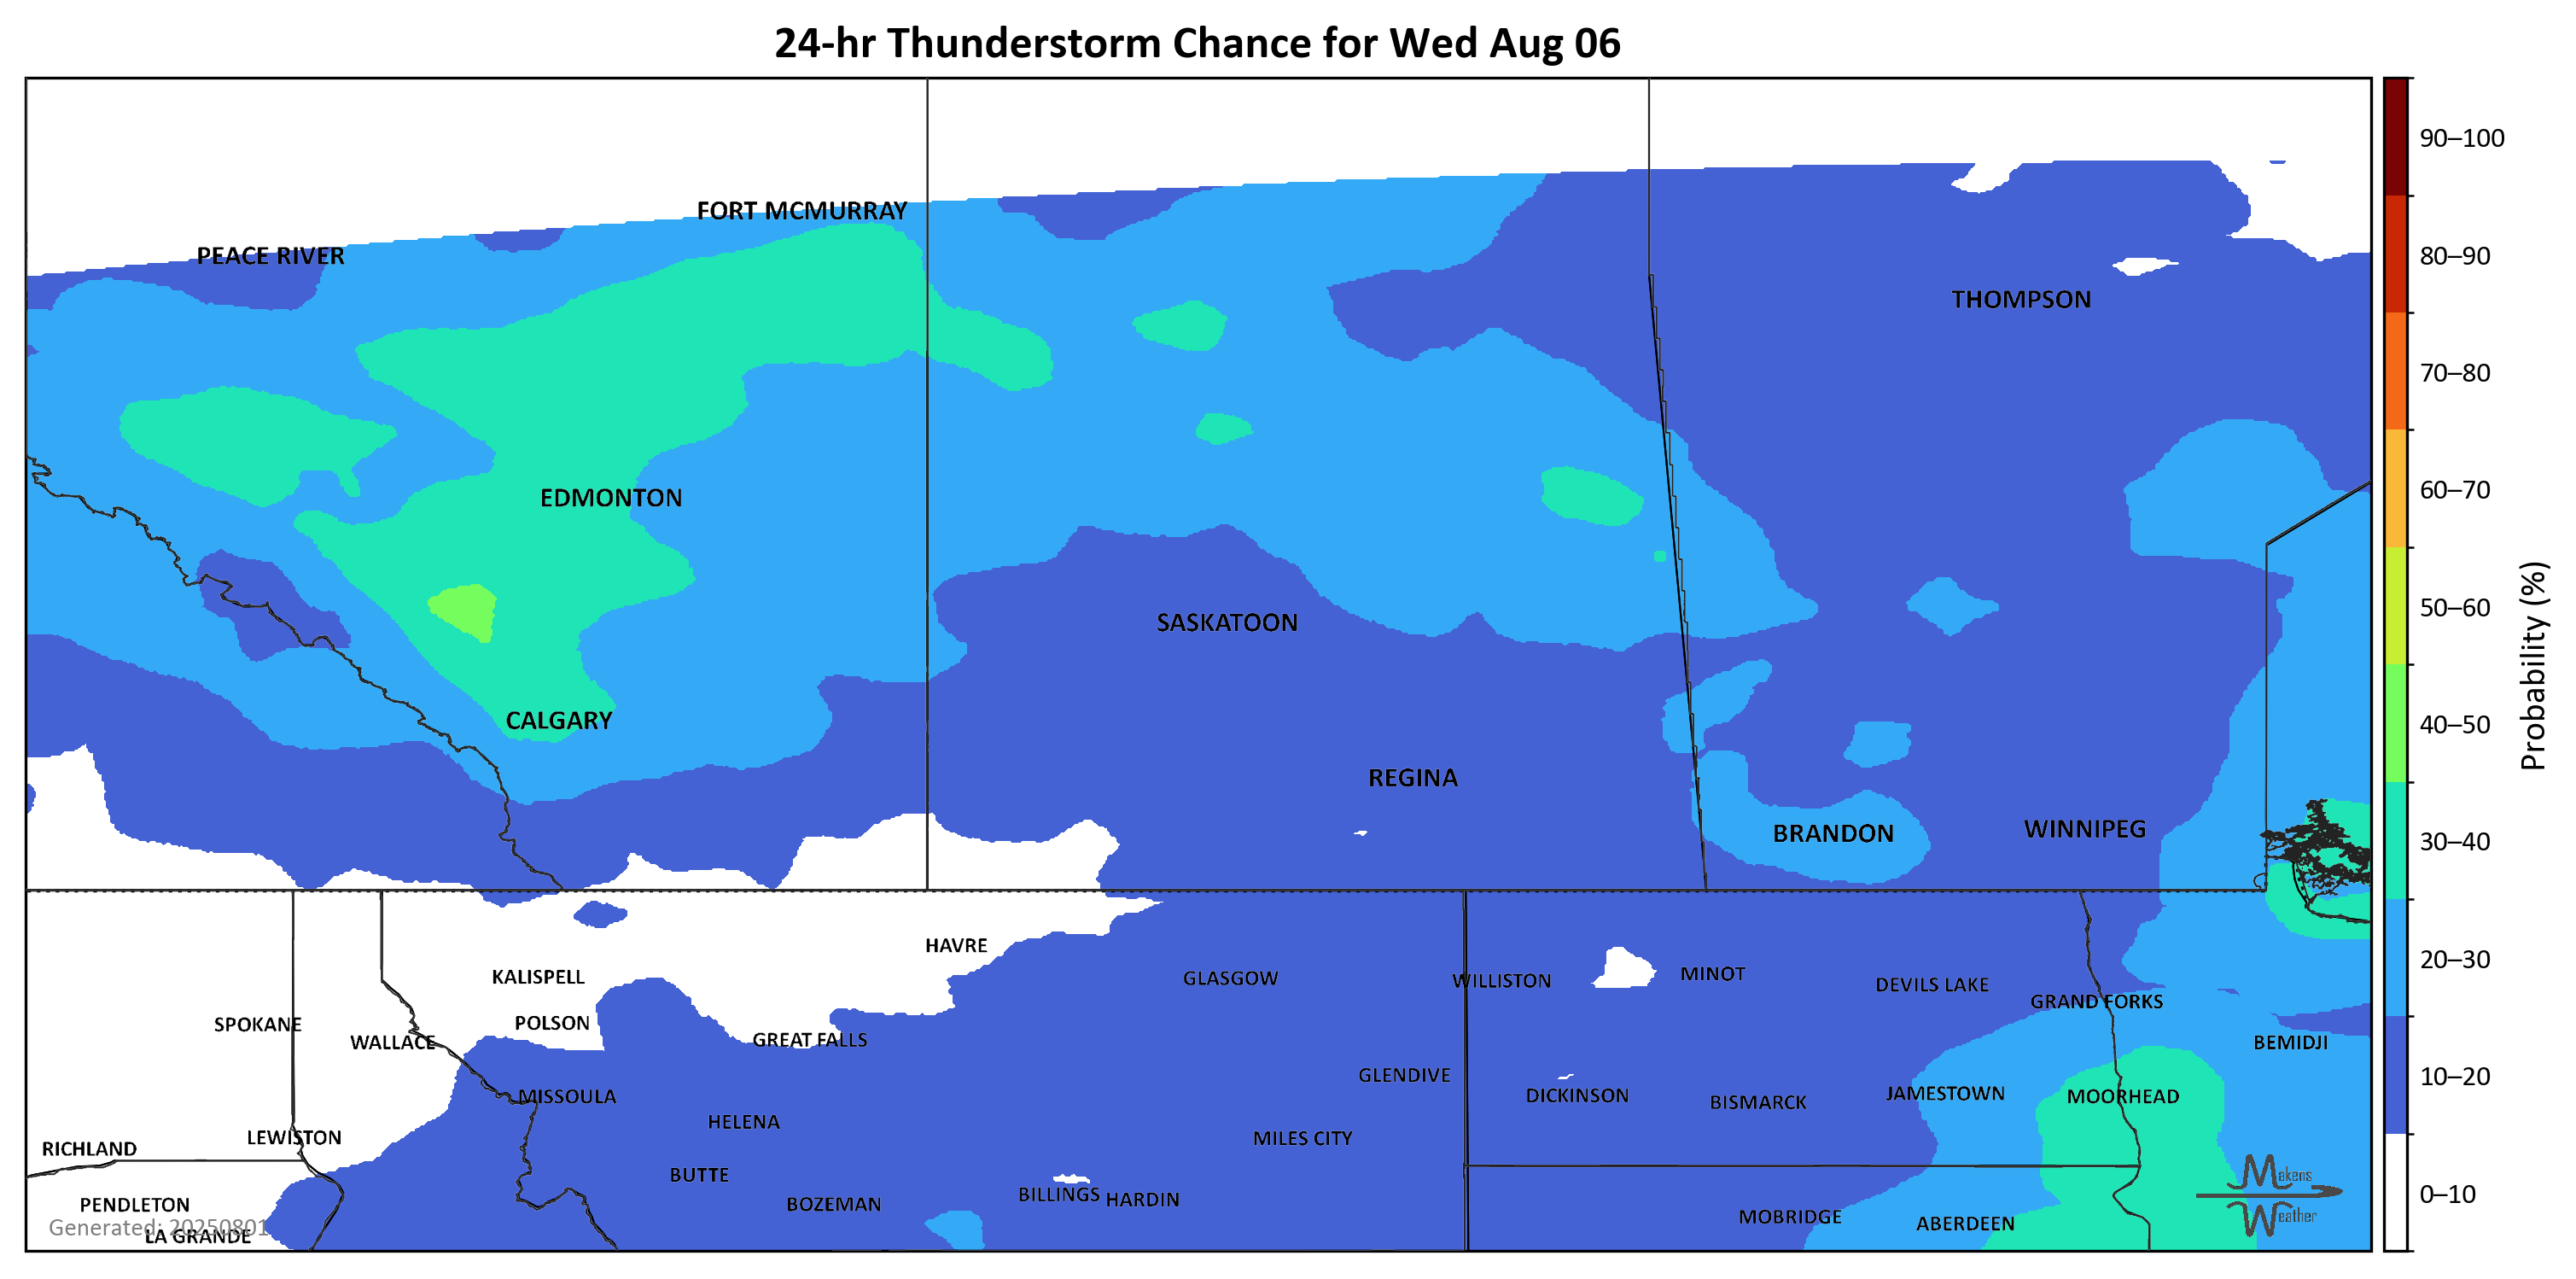 24-hr Thunderstorm Chance for Wed Aug 06
90–100
FORT MCMURRAY
PEACE RIVER
80–90
THOMPSON
70–80
60–70
EDMONTON
50–60
SASKATOON
Probability (%)
CALGARY
40–50
REGINA
BRANDON
WINNIPEG
30–40
HAVRE
20–30
KALISPELL
GLASGOW
WILLISTON
MINOT
DEVILS LAKE
GRAND FORKS
SPOKANE
POLSON
WALLACE
GREAT FALLS
BEMIDJI
10–20
GLENDIVE
MISSOULA
DICKINSON
BISMARCK
JAMESTOWN
MOORHEAD
HELENA
LEWISTON
MILES CITY
RICHLAND
BUTTE
Makens
0–10
BILLINGS
HARDIN
PENDLETON
BOZEMAN
Weather
MOBRIDGE
ABERDEEN
Generated: 20250801
LA GRANDE